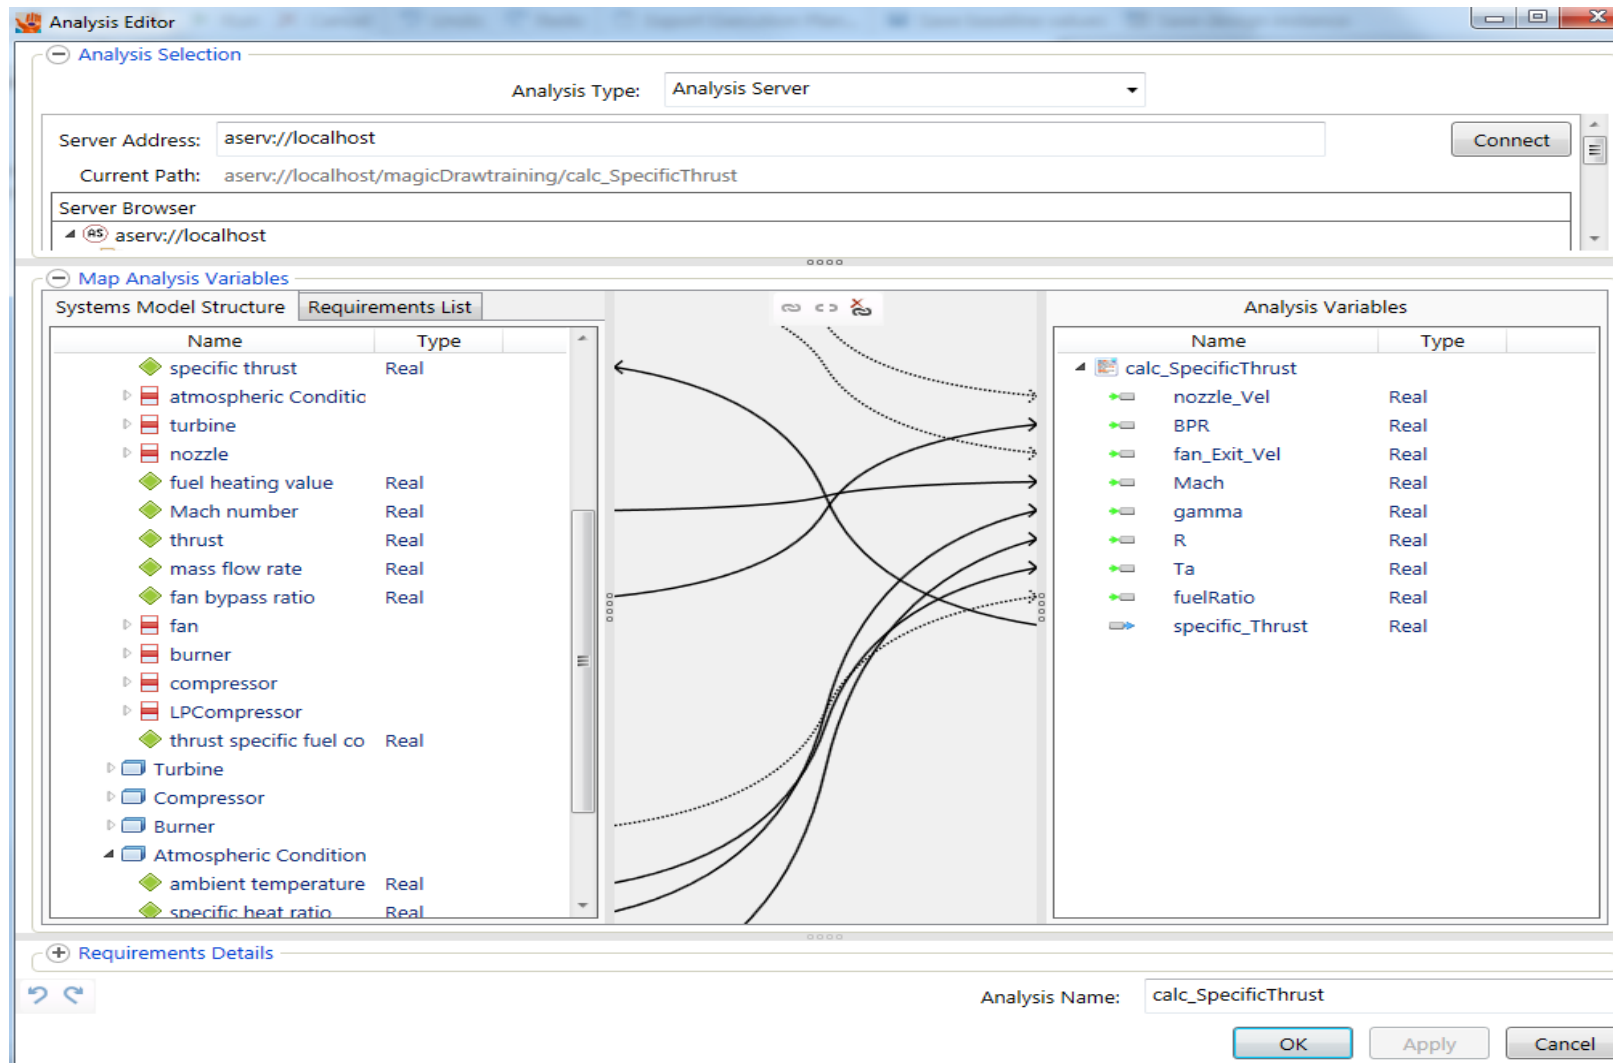 Analysis Editor
Analysis Selection
Analysis Type: Analysis Server
Server Address: aserv://localhost Connect
Current Path: aserv://localhost/magicDrawtraining/calc_SpecificThrust
Server Browser
AS aserv://localhost
Map Analysis Variables
Systems Model Structure Requirements List Analysis Variables
Name Type Name Type
specific thrust Real calc_SpecificThrust
atmospheric Conditic nozzle_Vel Real
turbine BPR Real
nozzle fan_Exit_Vel Real
fuel heating value Real Mach Real
Mach number Real gamma Real
thrust Real R Real
mass flow rate Real Ta Real
fan bypass ratio Real fuelRatio Real
fan specific_Thrust Real
burner
compressor
LPCompressor
thrust specific fuel co Real
Turbine
Compressor
Burner
Atmospheric Condition
ambient temperature Real
specific heat ratio Real
Requirements Details
Analysis Name: calc_SpecificThrust
OK Apply Cancel